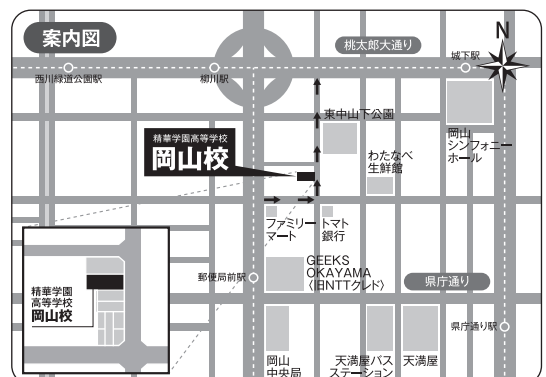 案内図
N
桃太郎大通り
城下駅
西川緑道公園駅
柳川駅
精華学園高等学校
岡山校
東中山下公園
わたなべ
生鮮館
岡山
シンフォニー
ホール
ファミリー
マート
トマト
銀行
精華学園
高等学校
岡山校
郵便局前駅
GEEKS
OKAYAMA
〈旧NTTクレド〉
県庁通り
県庁通り駅
岡山
中央局
天満屋バス
ステーション
天満屋